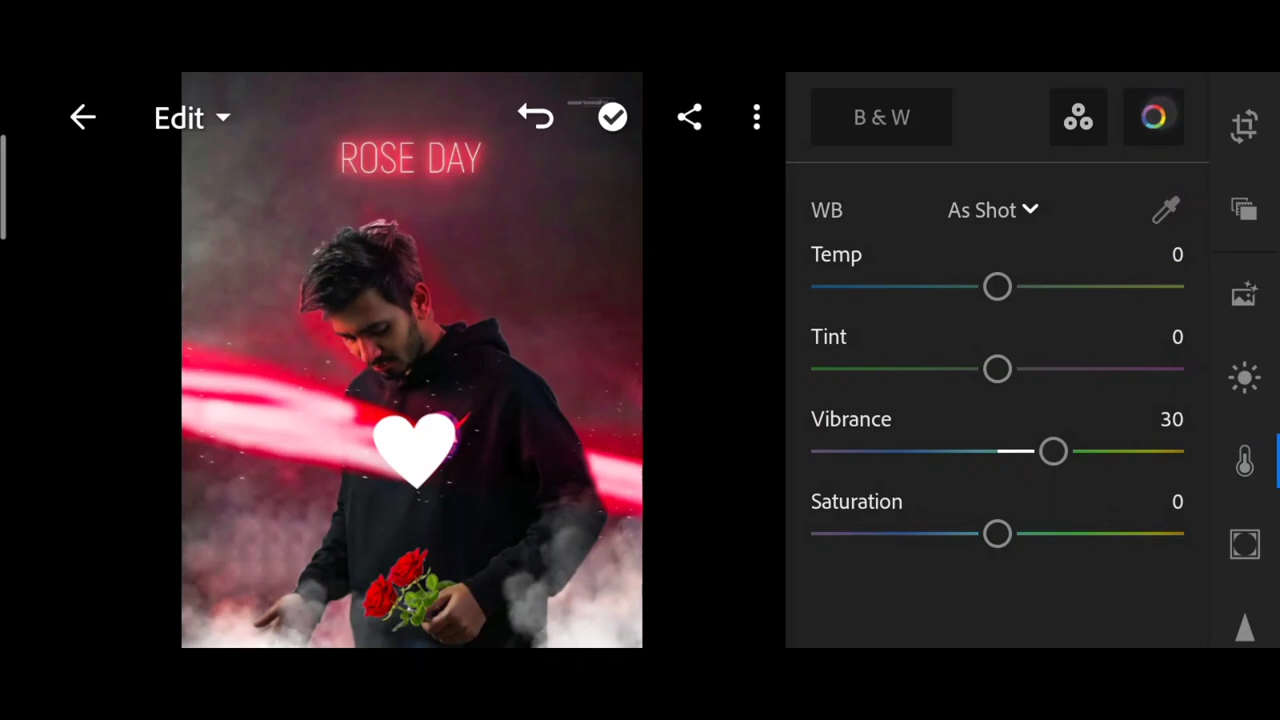 Edit
ROSE DAY
B & W
WB As Shot
Temp 0
Tint 0
Vibrance 30
Saturation 0